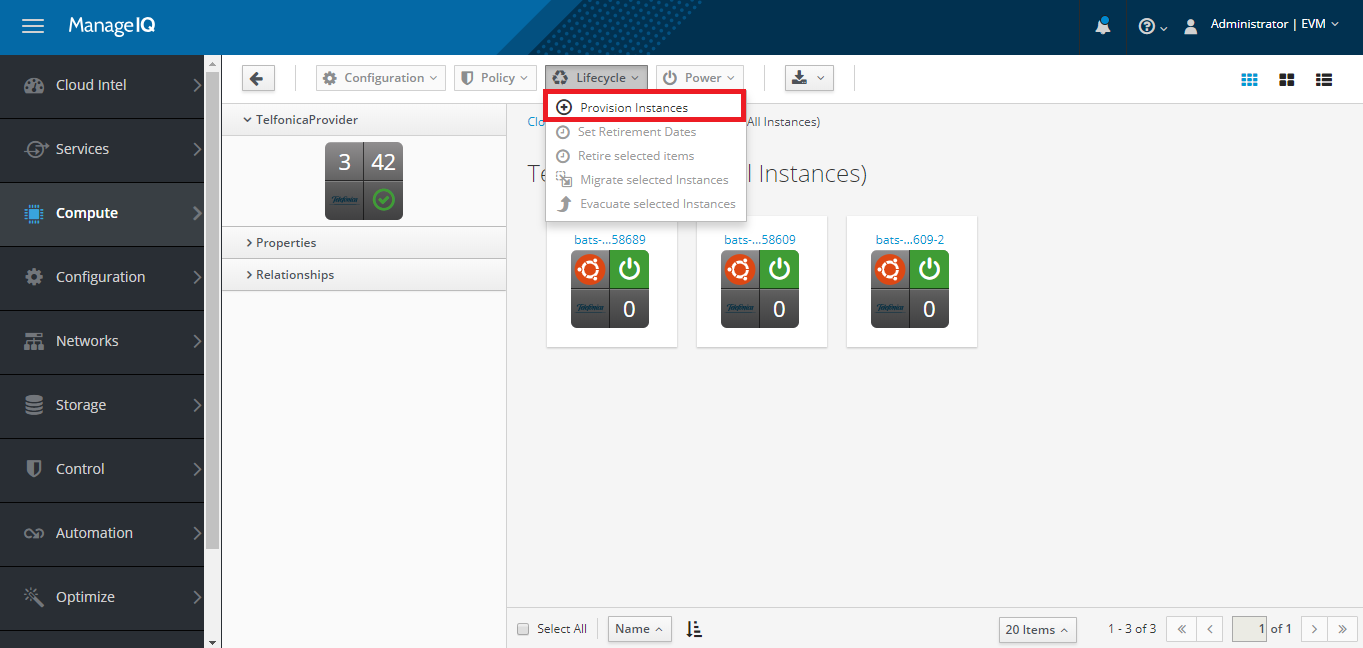 ManageIQ
Administrator | EVM
Cloud Intel
Services
Compute
Configuration
Networks
Storage
Control
Automation
Optimize
Configuration
Policy
Lifecycle
Power
Provision Instances
Set Retirement Dates
Retire selected items
Migrate selected Instances
Evacuate selected Instances
TelfonicaProvider
3 42
Telefonica
Properties
Relationships
Clo
All Instances)
Te
l Instances)
bats-...58689
bats-...58609
bats-...609-2
Telefonica 0
Telefonica 0
Telefonica 0
Select All
Name
20 Items
1 - 3 of 3
1 of 1